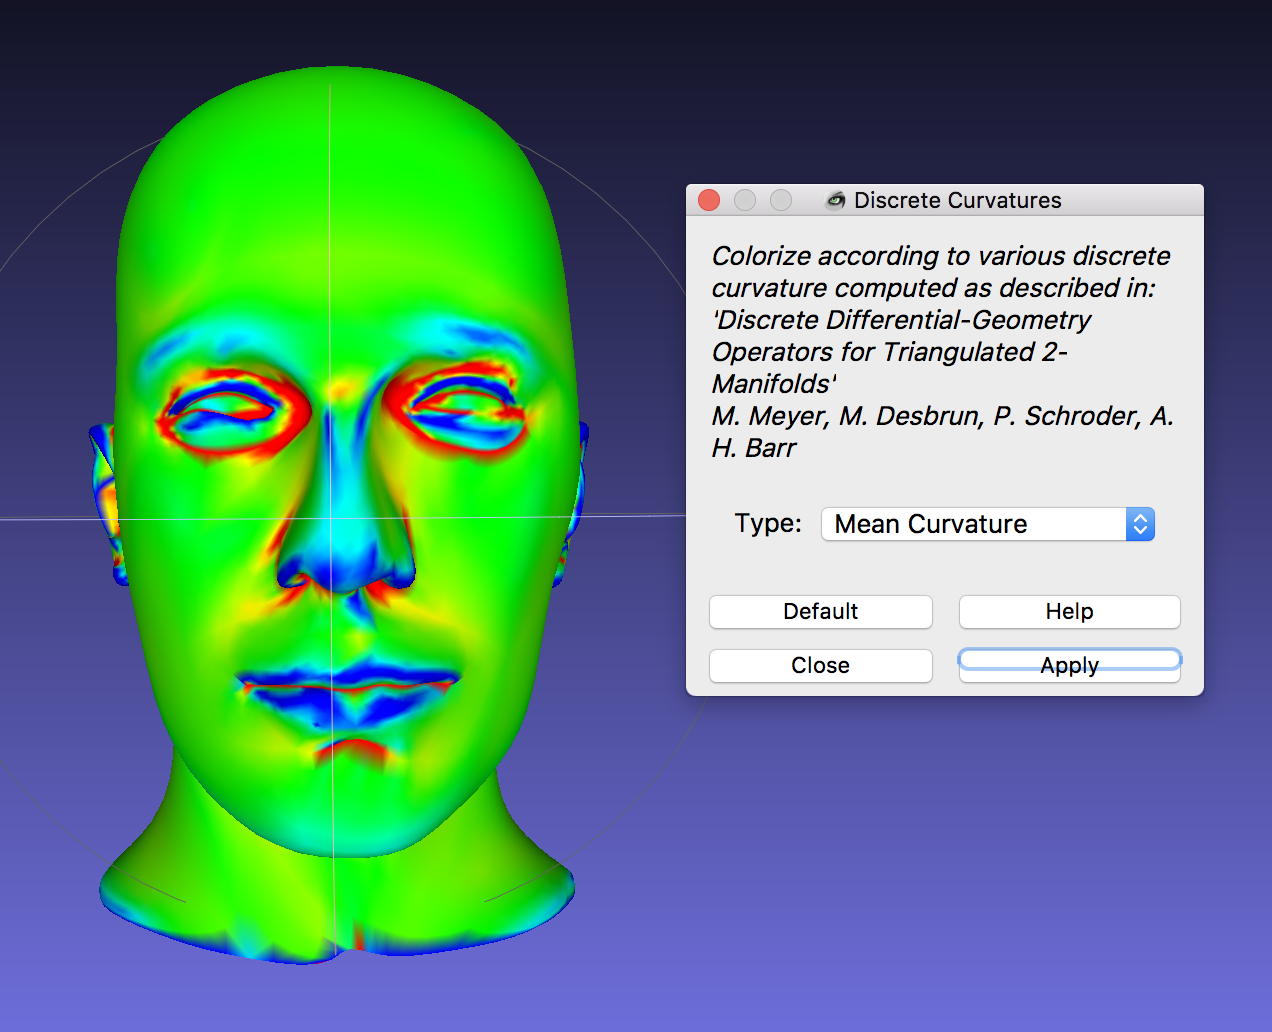 Discrete Curvatures
Colorize according to various discrete
curvature computed as described in:
'Discrete Differential-Geometry
Operators for Triangulated 2-
Manifolds'
M. Meyer, M. Desbrun, P. Schroder, A.
H. Barr
Type: Mean Curvature
Default Help
Close Apply